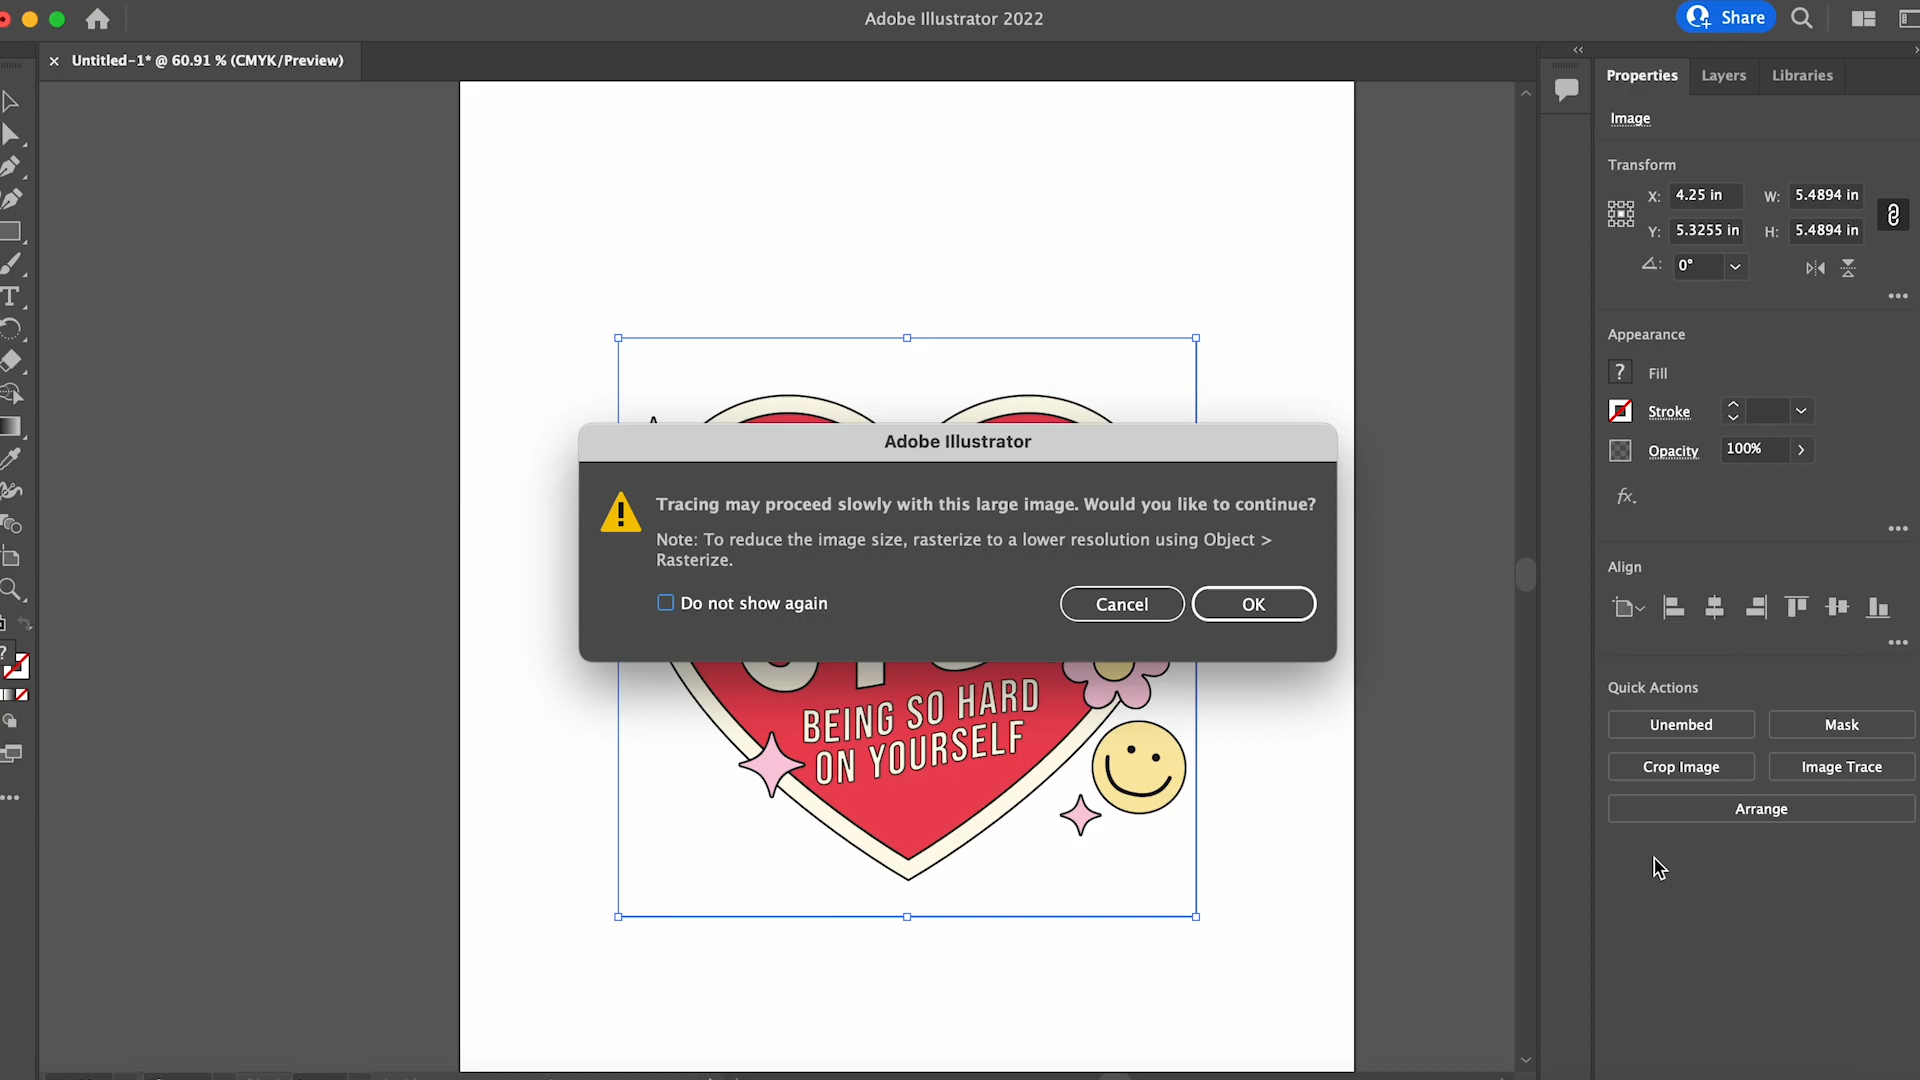 Adobe Illustrator 2022
Share
× Untitled-1* @ 60.91 % (CMYK/Preview)
Properties Layers Libraries
Image
Transform
X: 4.25 in W: 5.4894 in
Y: 5.3255 in H: 5.4894 in
0°
Appearance
? Fill
Stroke
Opacity 100%
fx.
Align
Quick Actions
Unembed Mask
Crop Image Image Trace
Arrange
Adobe Illustrator
Tracing may proceed slowly with this large image. Would you like to continue?
Note: To reduce the image size, rasterize to a lower resolution using Object >
Rasterize.
Do not show again
Cancel OK
BEING SO HARD
ON YOURSELF